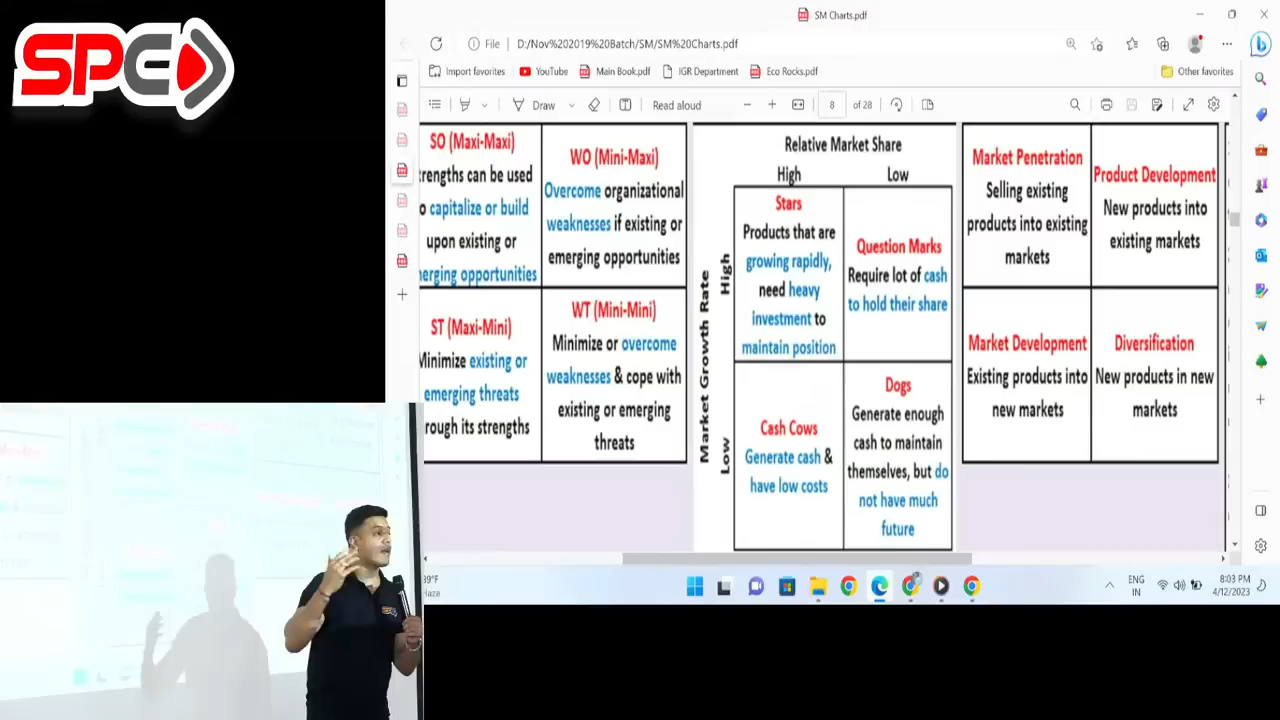 SPE
SM Charts.pdf
File
D:/Nov%202019%20Batch/SM/SM%20Charts.pdf
Import favorites
YouTube
Main Book.pdf
IGR Department
Eco Rocks.pdf
Other favorites
Draw
Read aloud
8
of 28
SO (Maxi-Maxi)
trengths can be used
o capitalize or build
upon existing or
merging opportunities
WO (Mini-Maxi)
Overcome organizational
weaknesses if existing or
emerging opportunities
ST (Maxi-Mini)
Minimize existing or
emerging threats
rough its strengths
WT (Mini-Mini)
Minimize or overcome
weaknesses & cope with
existing or emerging
threats
Relative Market Share
High
Low
Market Growth Rate
High
Low
Stars
Products that are
growing rapidly,
need heavy
investment to
maintain position
Question Marks
Require lot of cash
to hold their share
Cash Cows
Generate cash &
have low costs
Dogs
Generate enough
cash to maintain
themselves, but do
not have much
future
Market Penetration
Selling existing
products into existing
markets
Product Development
New products into
existing markets
Market Development
Existing products into
new markets
Diversification
New products in new
markets
Haze
ENG
IN
8:03 PM
4/12/2023